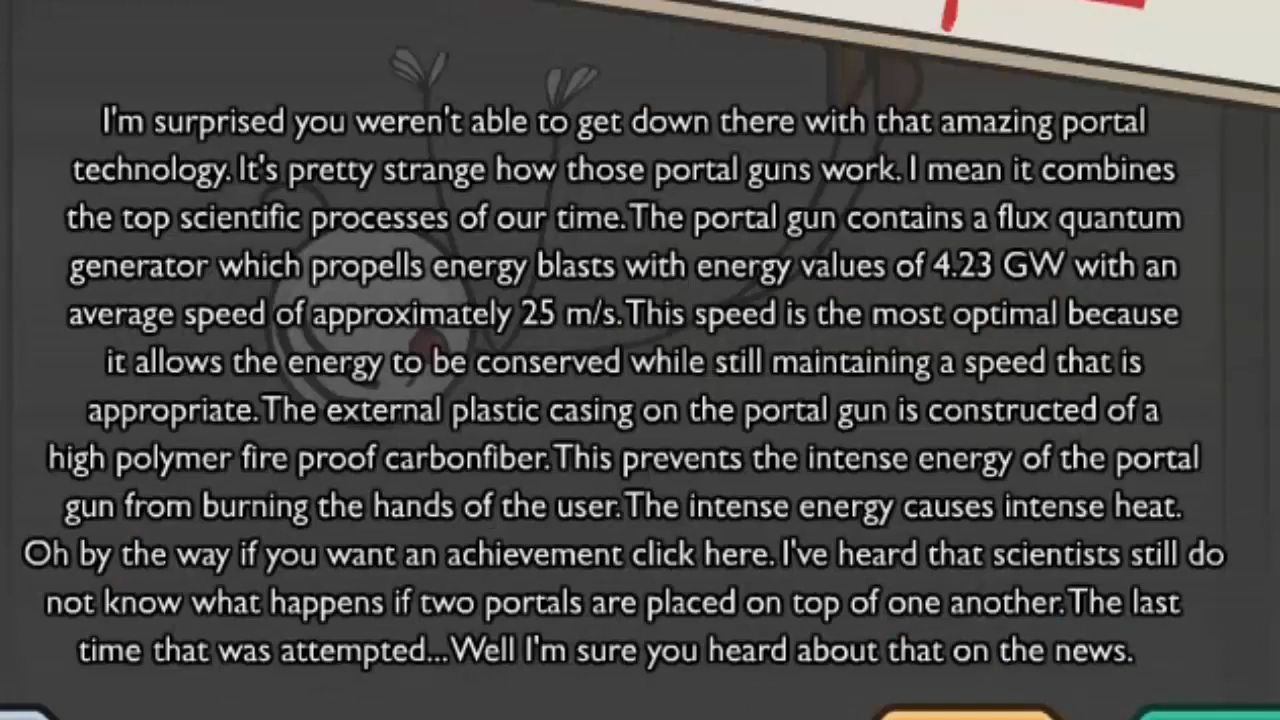 I'm surprised you weren't able to get down there with that amazing portal
technology. It's pretty strange how those portal guns work. I mean it combines
the top scientific processes of our time. The portal gun contains a flux quantum
generator which propells energy blasts with energy values of 4.23 GW with an
average speed of approximately 25 m/s. This speed is the most optimal because
it allows the energy to be conserved while still maintaining a speed that is
appropriate. The external plastic casing on the portal gun is constructed of a
high polymer fire proof carbonfiber. This prevents the intense energy of the portal
gun from burning the hands of the user. The intense energy causes intense heat.
Oh by the way if you want an achievement click here. I've heard that scientists still do
not know what happens if two portals are placed on top of one another. The last
time that was attempted...Well I'm sure you heard about that on the news.